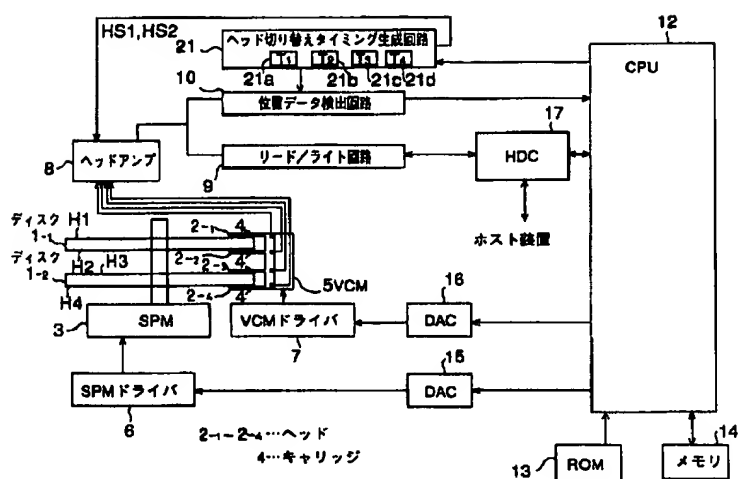 HS1,HS2
21
ヘッド切り替えタイミング生成回路
T1 T2 T3 T4
21a 21b 21c 21d
12
CPU
10
位置データ検出回路
17
HDC
8
ヘッドアンプ
リード/ライト回路
9
ホスト装置
ディスク H1
1-1
ディスク H2 H3
1-2
H4
2-1 4
2-2 4
2-3 4
2-4 4
5VCM
3
SPM
VCMドライバ
7
16
DAC
SPMドライバ
6
15
DAC
2-1~2-4…ヘッド
4…キャリッジ
13
ROM
14
メモリ